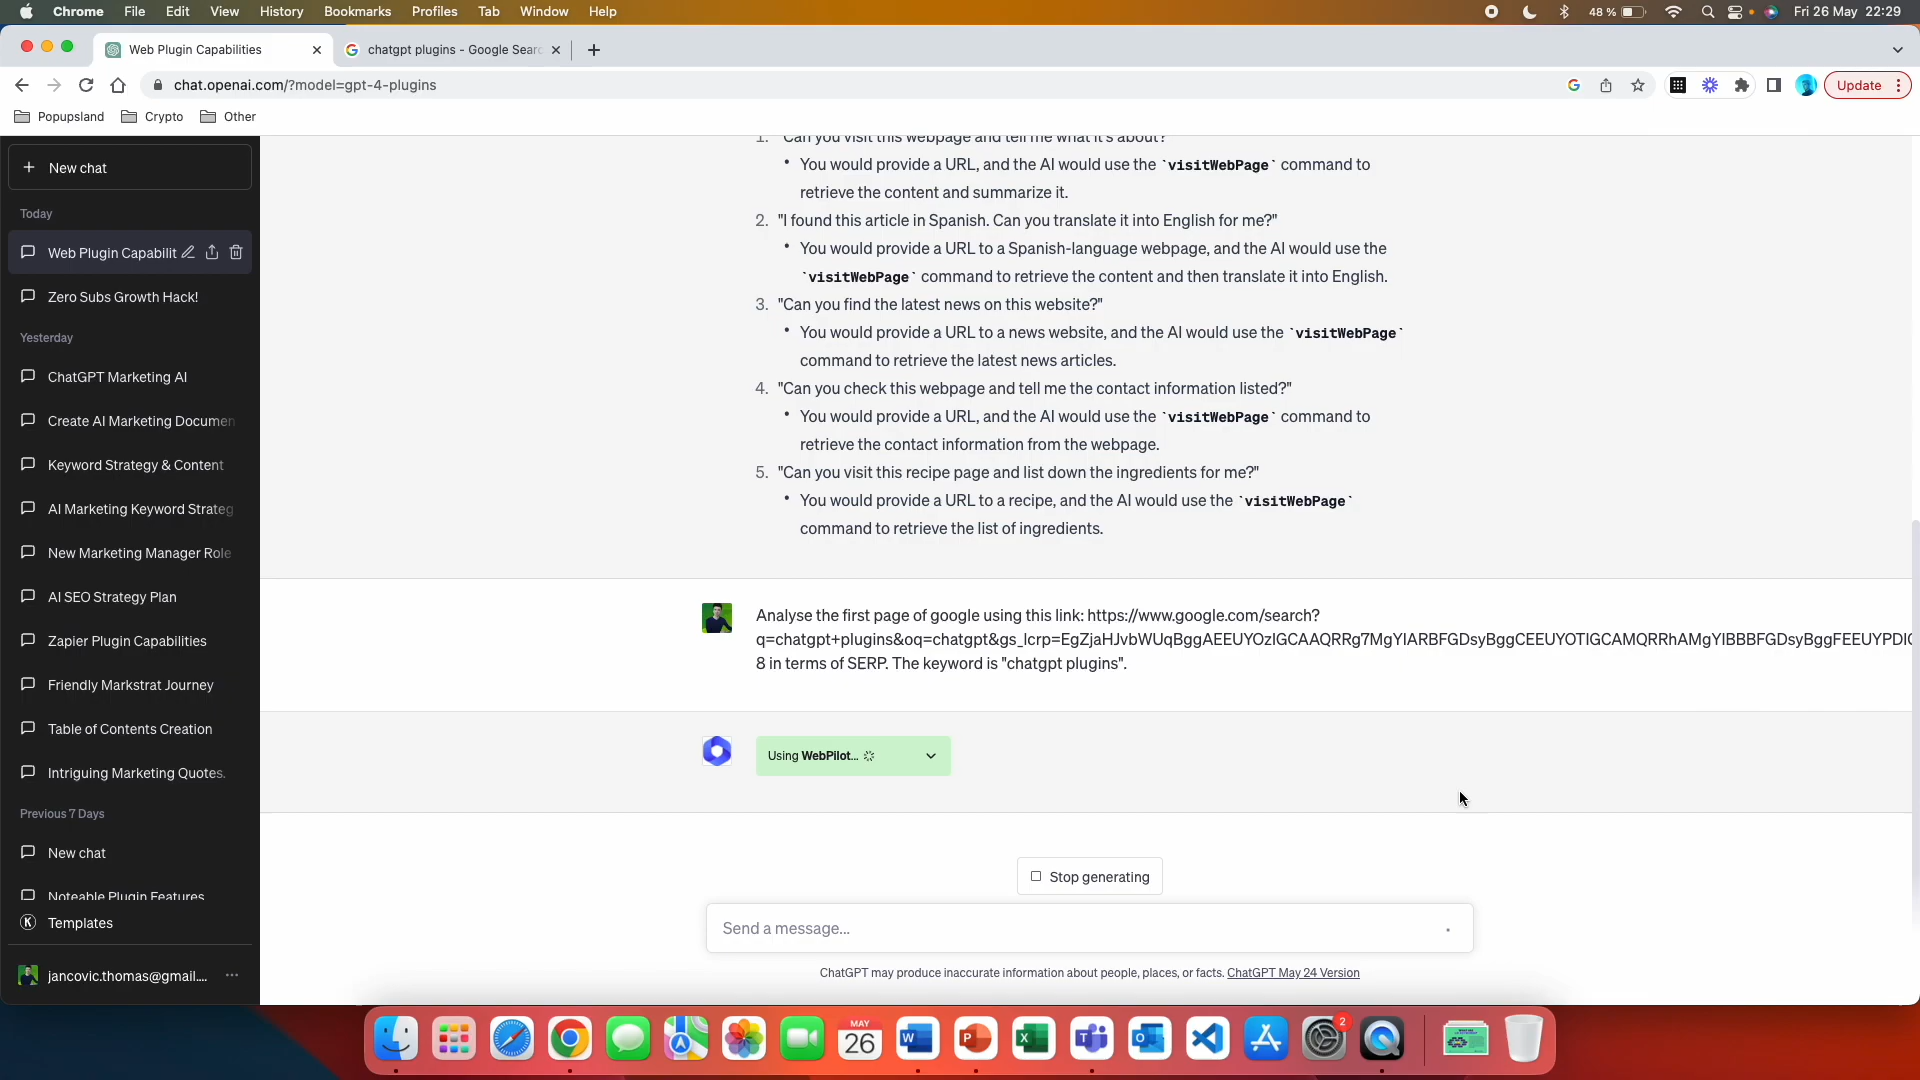 Chrome File Edit View History Bookmarks Profiles Tab Window Help 48 % Fri 26 May 22:29
Web Plugin Capabilities
chatgpt plugins - Google Sear
chat.openai.com/?model=gpt-4-plugins
Update
Popupsland Crypto Other
New chat
Today
Web Plugin Capabilit
Zero Subs Growth Hack!
Yesterday
ChatGPT Marketing AI
Create AI Marketing Documen
Keyword Strategy & Content
AI Marketing Keyword Strateg
New Marketing Manager Role
AI SEO Strategy Plan
Zapier Plugin Capabilities
Friendly Markstrat Journey
Table of Contents Creation
Intriguing Marketing Quotes.
Previous 7 Days
New chat
Noteable Plugin Features
K Templates
jancovic.thomas@gmail....
1. "Can you visit this webpage and tell me what it's about?"
• You would provide a URL, and the AI would use the `visitWebPage` command to
retrieve the content and summarize it.
2. "I found this article in Spanish. Can you translate it into English for me?"
• You would provide a URL to a Spanish-language webpage, and the AI would use the
`visitWebPage` command to retrieve the content and then translate it into English.
3. "Can you find the latest news on this website?"
• You would provide a URL to a news website, and the AI would use the `visitWebPage`
command to retrieve the latest news articles.
4. "Can you check this webpage and tell me the contact information listed?"
• You would provide a URL, and the AI would use the `visitWebPage` command to
retrieve the contact information from the webpage.
5. "Can you visit this recipe page and list down the ingredients for me?"
• You would provide a URL to a recipe, and the AI would use the `visitWebPage`
command to retrieve the list of ingredients.
Analyse the first page of google using this link: https://www.google.com/search?
q=chatgpt+plugins&oq=chatgpt&gs_lcrp=EgZjaHJvbWUqBggAEEUYOzIGCAAQRRg7MgYIARBFGDsyBggCEEUYOTIGCAMQRRhAMgYIBBBFGDsyBggFEEUYPDIG
8 in terms of SERP. The keyword is "chatgpt plugins".
Using WebPilot...
Stop generating
Send a message...
ChatGPT may produce inaccurate information about people, places, or facts. ChatGPT May 24 Version
MAY
26
W
P
X
T
O
2